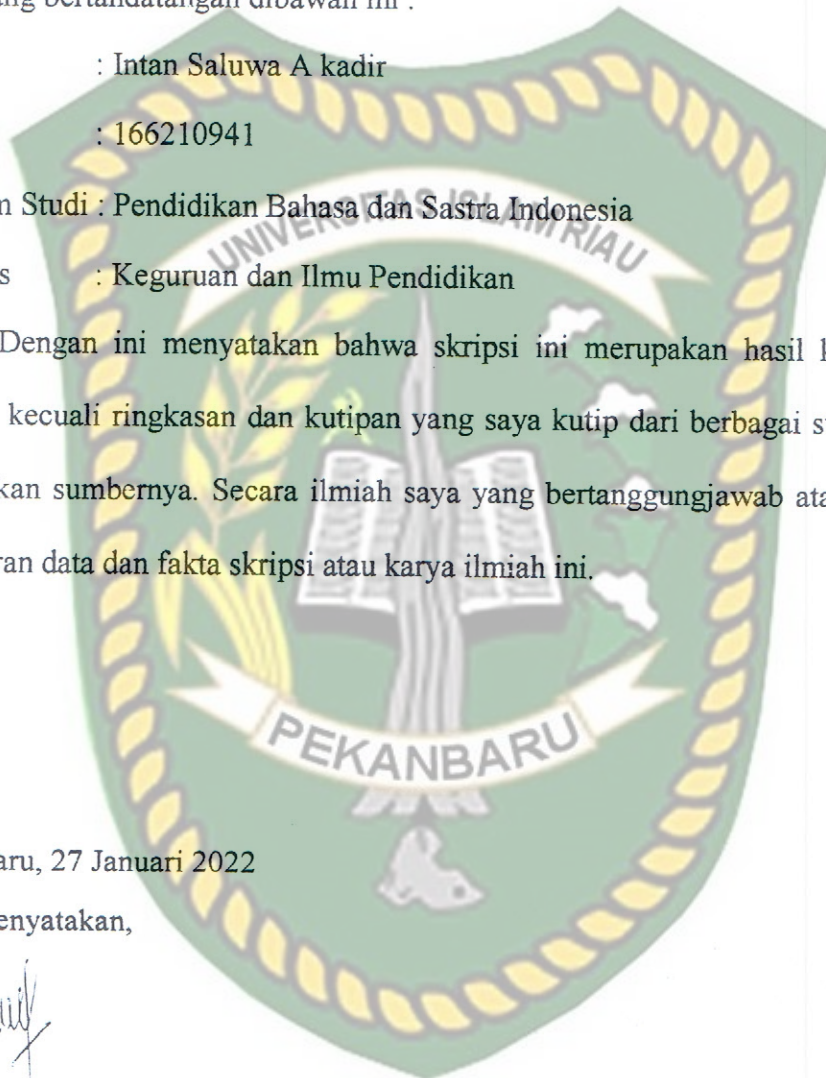 ng bertandatangan dibawah ini :
: Intan Saluwa A kadir
: 166210941
n Studi : Pendidikan Bahasa dan Sastra Indonesia
UNIVERSITAS ISLAM RIAU
s : Keguruan dan Ilmu Pendidikan
Dengan ini menyatakan bahwa skripsi ini merupakan hasil
kecuali ringkasan dan kutipan yang saya kutip dari berbagai s
kan sumbernya. Secara ilmiah saya yang bertanggungjawab ata
ran data dan fakta skripsi atau karya ilmiah ini.
PEKANBARU
aru, 27 Januari 2022
enyatakan,